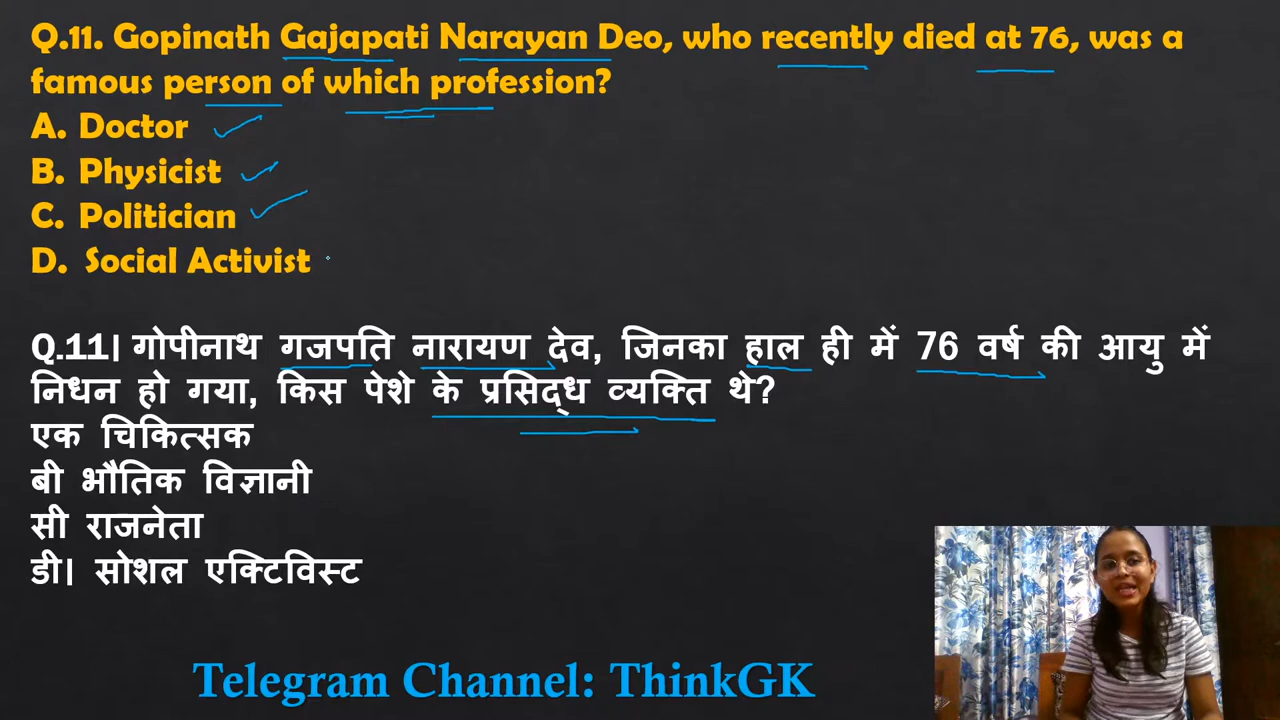 Q.11. Gopinath Gajapati Narayan Deo, who recently died at 76, was a
famous person of which profession?
A. Doctor
B. Physicist
C. Politician
D. Social Activist
Q.11। गोपीनाथ गजपति नारायण देव, जिनका हाल ही में 76 वर्ष की आयु में
निधन हो गया, किस पेशे के प्रसिद्ध व्यक्ति थे?
एक चिकित्सक
बी भौतिक विज्ञानी
सी राजनेता
डी। सोशल एक्टिविस्ट
Telegram Channel: ThinkGK